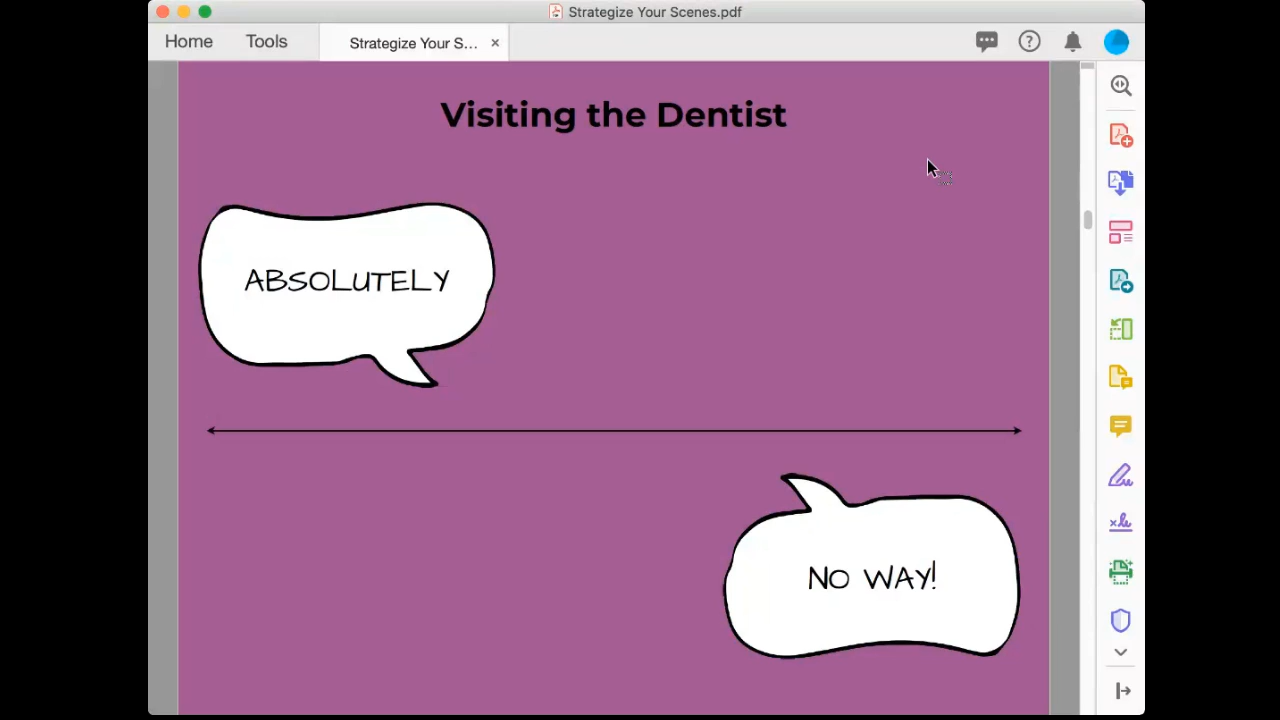 Strategize Your Scenes.pdf
Home
Tools
Strategize Your S...
Visiting the Dentist
ABSOLUTELY
NO WAY!